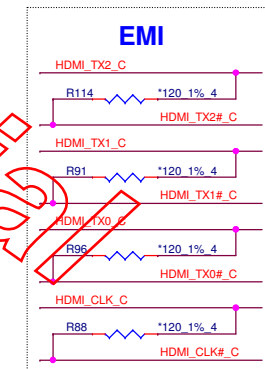 EMI
HDMI_TX2_C
R114 *120_1%_4
HDMI_TX2#_C
HDMI_TX1_C
R91 *120_1%_4
HDMI_TX1#_C
HDMI_TX0_C
R96 *120_1%_4
HDMI_TX0#_C
HDMI_CLK_C
R88 *120_1%_4
HDMI_CLK#_C